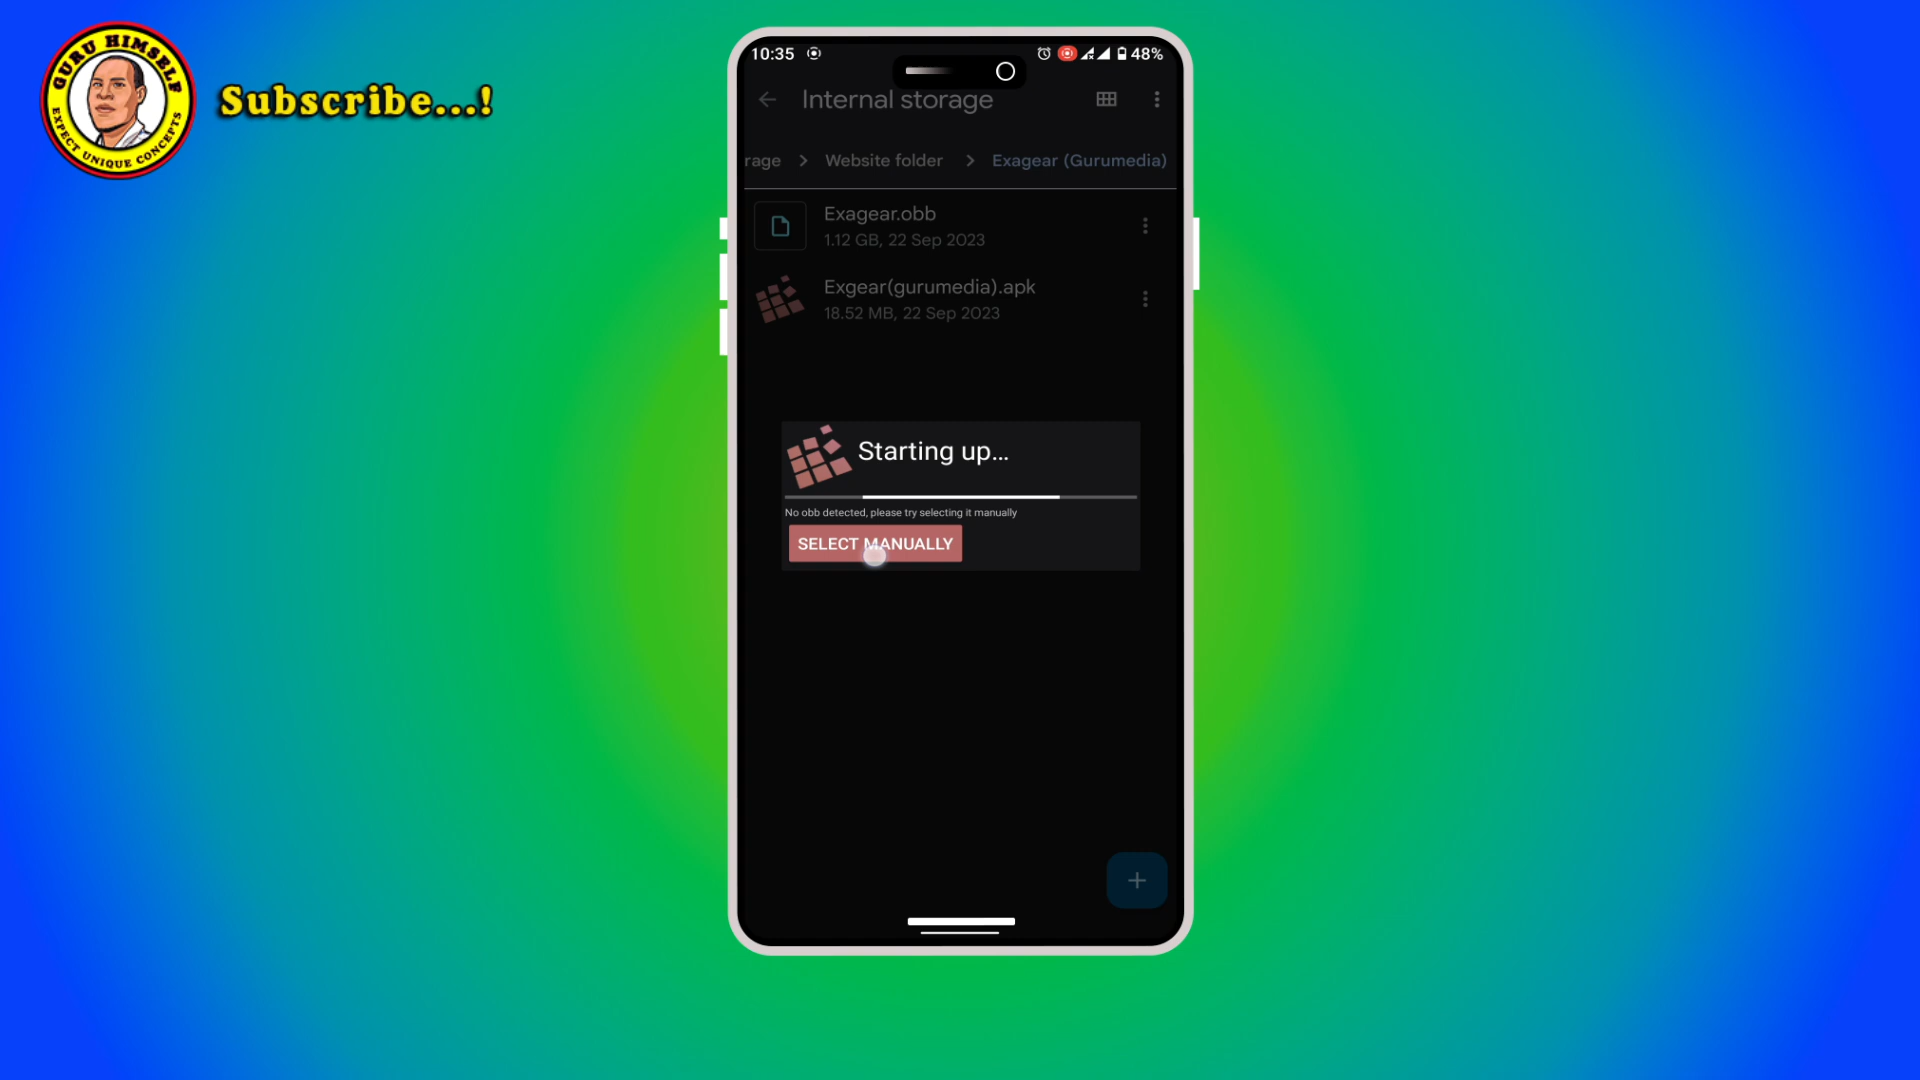 GURU HIMSELF
EXPECT UNIQUE CONCEPTS
Subscribe...!
10:35
48%
Internal storage
rage > Website folder > Exagear (Gurumedia)
Exagear.obb
1.12 GB, 22 Sep 2023
Exgear(gurumedia).apk
18.52 MB, 22 Sep 2023
Starting up...
No obb detected, please try selecting it manually
SELECT MANUALLY